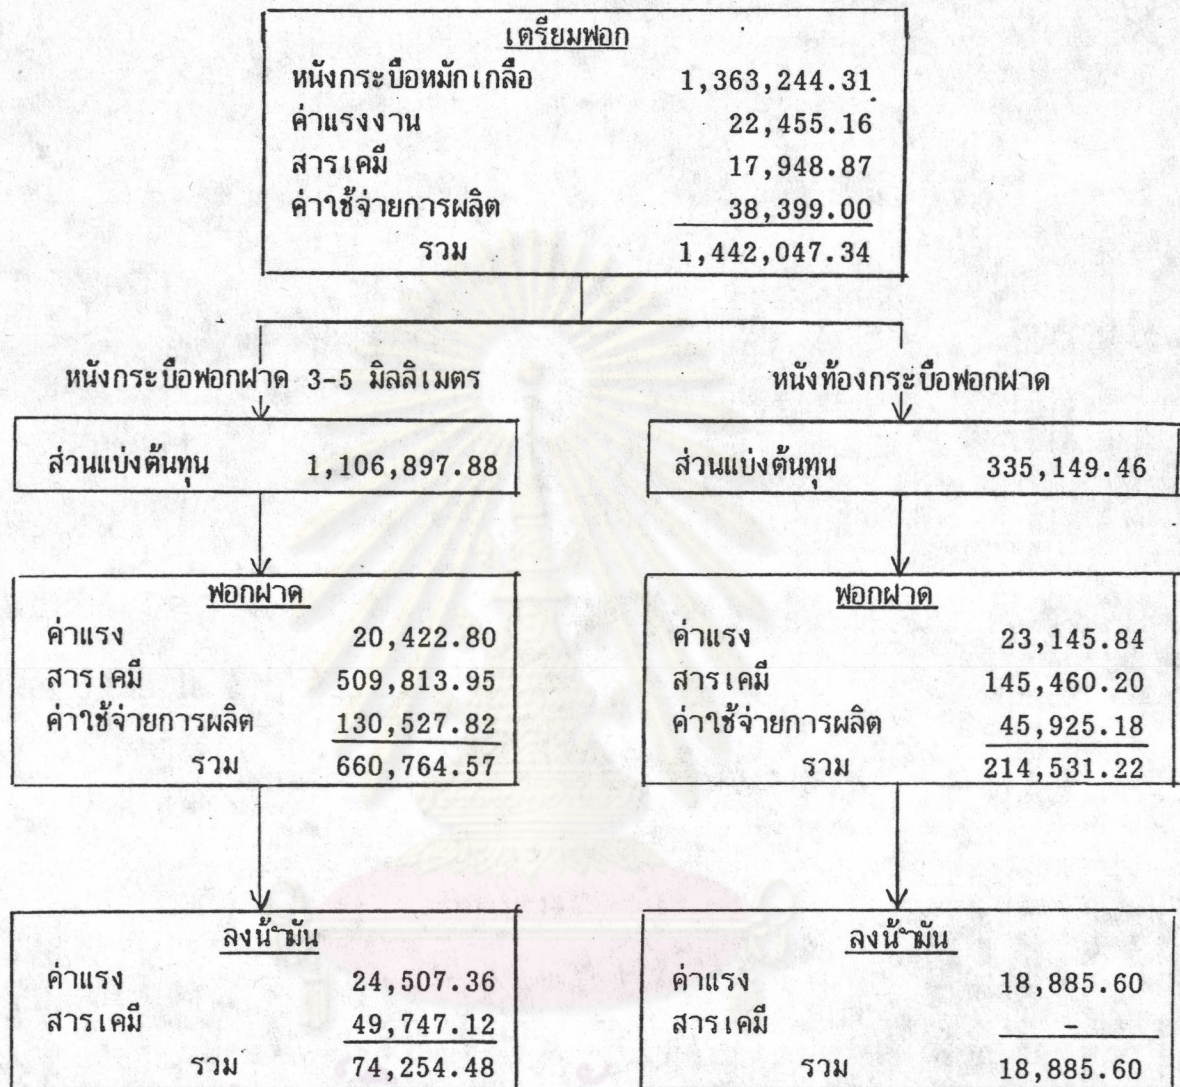 เตรียมฟอก
หนังกระบือหมักเกลือ 1,363,244.31
ค่าแรงงาน 22,455.16
สารเคมี 17,948.87
ค่าใช้จ่ายการผลิต 38,399.00
รวม 1,442,047.34
หนังกระบือฟอกฝาด 3-5 มิลลิเมตร
ส่วนแบ่งต้นทุน 1,106,897.88
ฟอกฝาด
ค่าแรง 20,422.80
สารเคมี 509,813.95
ค่าใช้จ่ายการผลิต 130,527.82
รวม 660,764.57
ลงน้ำมัน
ค่าแรง 24,507.36
สารเคมี 49,747.12
รวม 74,254.48
หนังท้องกระบือฟอกฝาด
ส่วนแบ่งต้นทุน 335,149.46
ฟอกฝาด
ค่าแรง 23,145.84
สารเคมี 145,460.20
ค่าใช้จ่ายการผลิต 45,925.18
รวม 214,531.22
ลงน้ำมัน
ค่าแรง 18,885.60
สารเคมี -
รวม 18,885.60